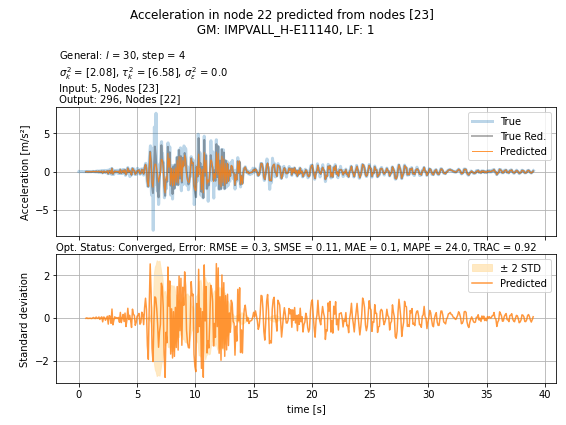 Acceleration in node 22 predicted from nodes [23]
GM: IMPVALL_H-E11140, LF: 1
General: l = 30, step = 4
σ²_k = [2.08], τ²_k = [6.58], σ²_ε = 0.0
Input: 5, Nodes [23]
Output: 296, Nodes [22]
Acceleration [m/s²]
5
0
−5
True
True Red.
Predicted
Opt. Status: Converged, Error: RMSE = 0.3, SMSE = 0.11, MAE = 0.1, MAPE = 24.0, TRAC = 0.92
Standard deviation
2
0
−2
± 2 STD
Predicted
0 5 10 15 20 25 30 35 40
time [s]